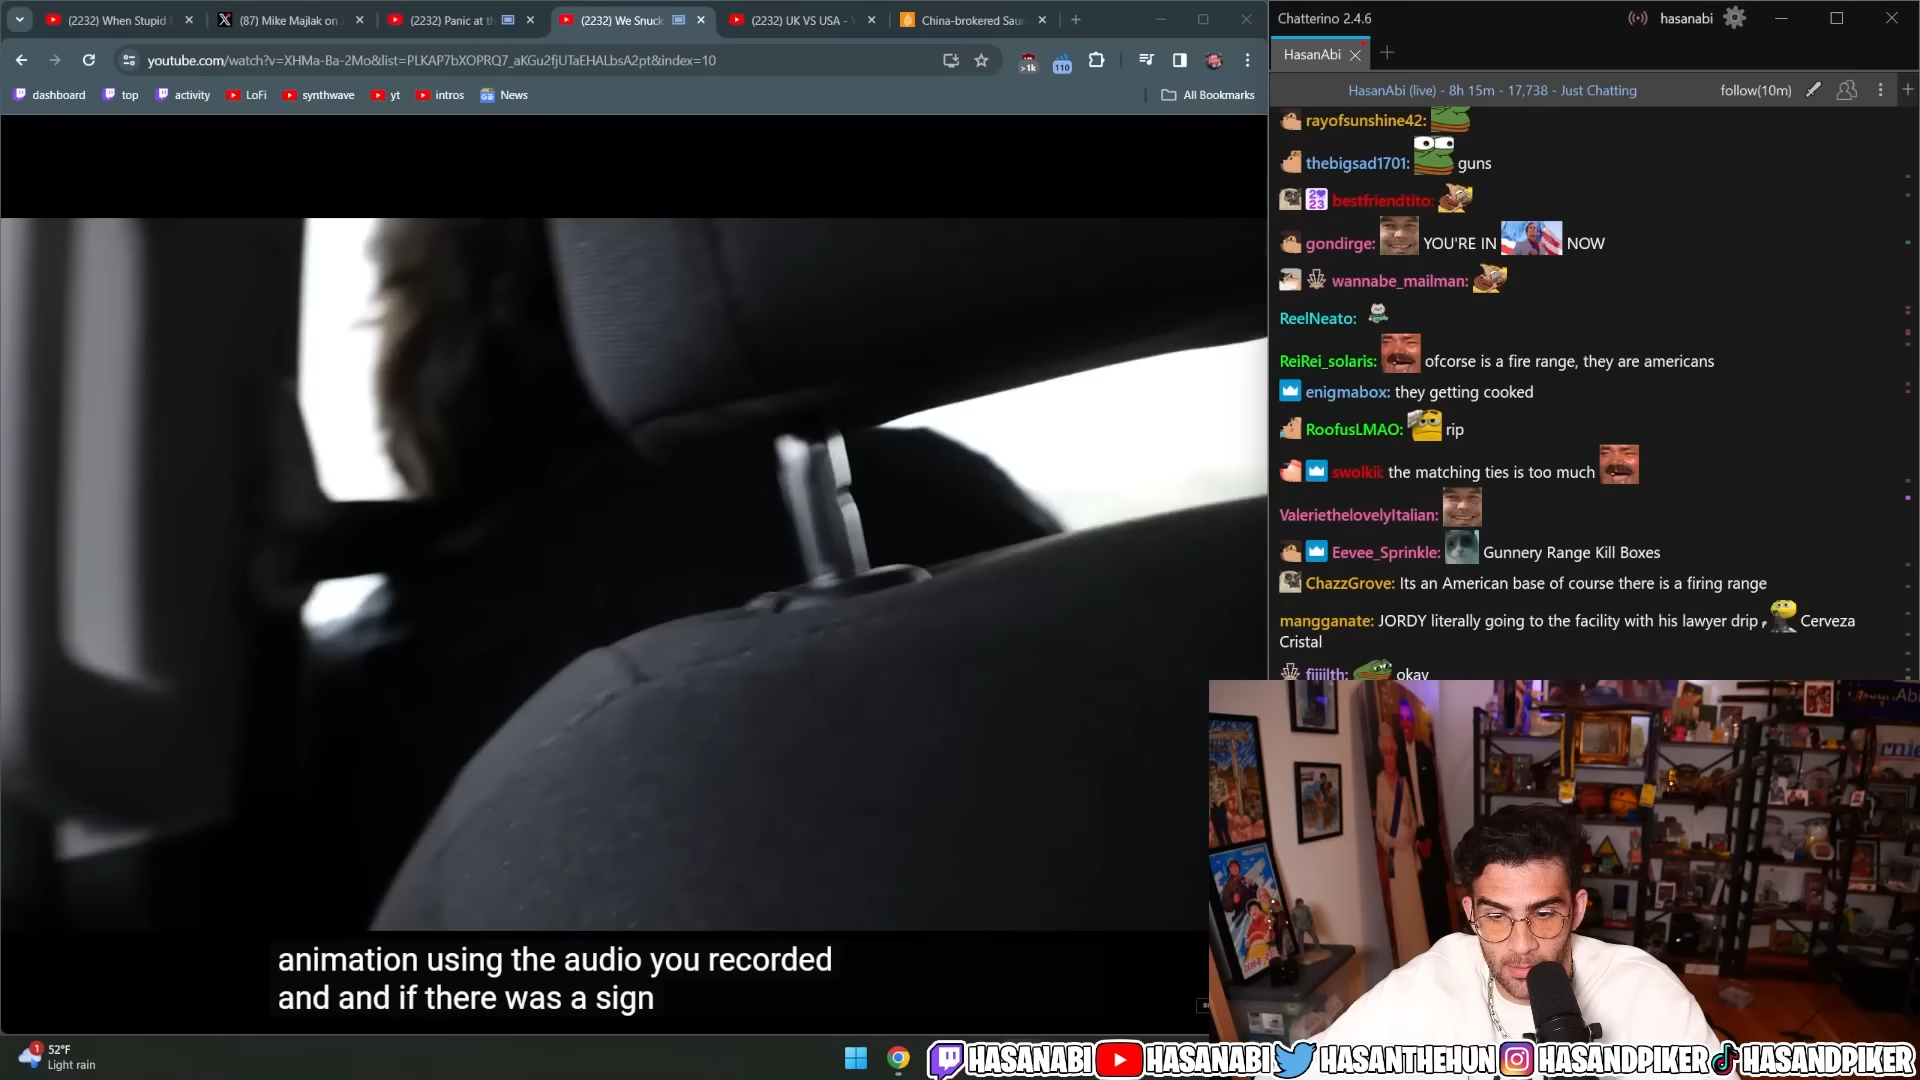 (2232) When Stupid
(87) Mike Majlak on
(2232) Panic at th
(2232) We Snuck
(2232) UK VS USA -
China-brokered Sau
Chatterino 2.4.6
hasanabi
HasanAbi
youtube.com/watch?v=XHMa-Ba-2Mo&list=PLKAP7bXOPRQ7_aKGu2fjUTaEHALbsA2pt&index=10
>1k
110
dashboard
top
activity
LoFi
synthwave
yt
intros
News
All Bookmarks
HasanAbi (live) - 8h 15m - 17,738 - Just Chatting
follow(10m)
rayofsunshine42:
thebigsad1701: guns
2023 bestfriendtito:
gondirge: YOU'RE IN NOW
wannabe_mailman:
ReelNeato:
ReiRei_solaris: ofcorse is a fire range, they are americans
enigmabox: they getting cooked
RoofusLMAO: rip
swolkii: the matching ties is too much
ValeriethelovelyItalian:
Eevee_Sprinkle: Gunnery Range Kill Boxes
ChazzGrove: Its an American base of course there is a firing range
mangganate: JORDY literally going to the facility with his lawyer drip , Cerveza
Cristal
fiiiilth: okay
animation using the audio you recorded
and and if there was a sign
1
52°F
Light rain
HASANABI
HASANABI
HASANTHEHUN
HASANDPIKER
HASANDPIKER